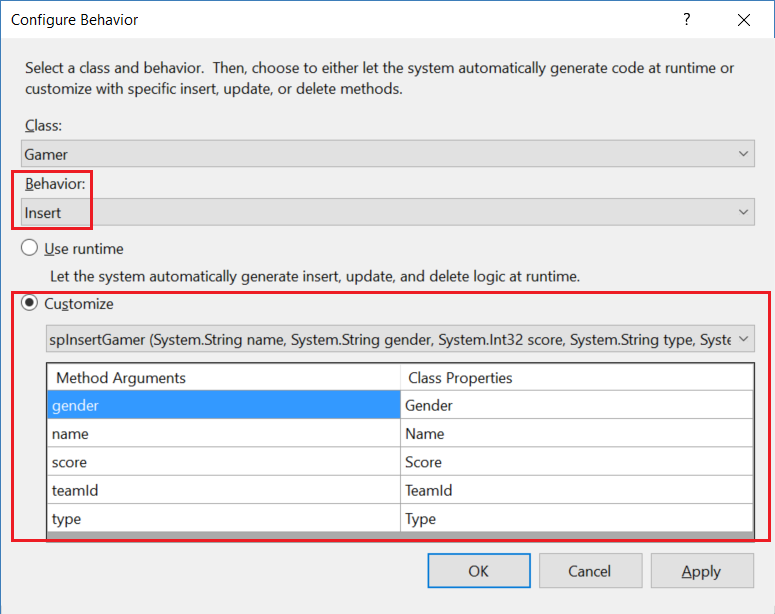 Configure Behavior ?
Select a class and behavior. Then, choose to either let the system automatically generate code at runtime or
customize with specific insert, update, or delete methods.
Class:
Gamer
Behavior:
Insert
Use runtime
Let the system automatically generate insert, update, and delete logic at runtime.
Customize
spInsertGamer (System.String name, System.String gender, System.Int32 score, System.String type, Syste
Method Arguments Class Properties
gender Gender
name Name
score Score
teamId TeamId
type Type
OK Cancel Apply